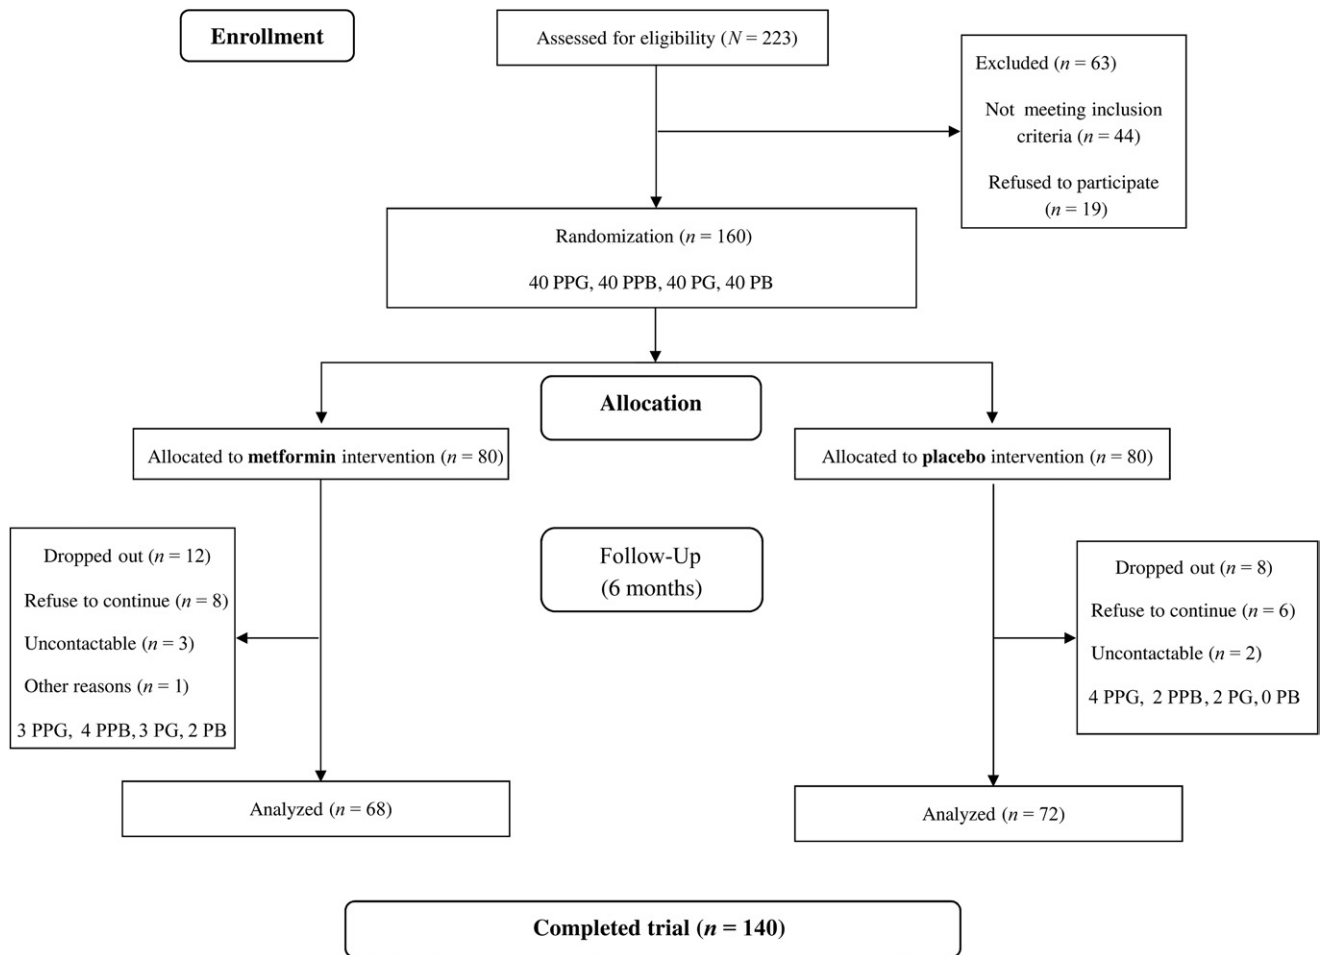 Enrollment
Assessed for eligibility (N = 223)
Excluded (n = 63)
Not meeting inclusion
criteria (n = 44)
Refused to participate
(n = 19)
Randomization (n = 160)
40 PPG, 40 PPB, 40 PG, 40 PB
Allocation
Allocated to metformin intervention (n = 80)
Allocated to placebo intervention (n = 80)
Follow-Up
(6 months)
Dropped out (n = 12)
Refuse to continue (n = 8)
Uncontactable (n = 3)
Other reasons (n = 1)
3 PPG, 4 PPB, 3 PG, 2 PB
Dropped out (n = 8)
Refuse to continue (n = 6)
Uncontactable (n = 2)
4 PPG, 2 PPB, 2 PG, 0 PB
Analyzed (n = 68)
Analyzed (n = 72)
Completed trial (n = 140)